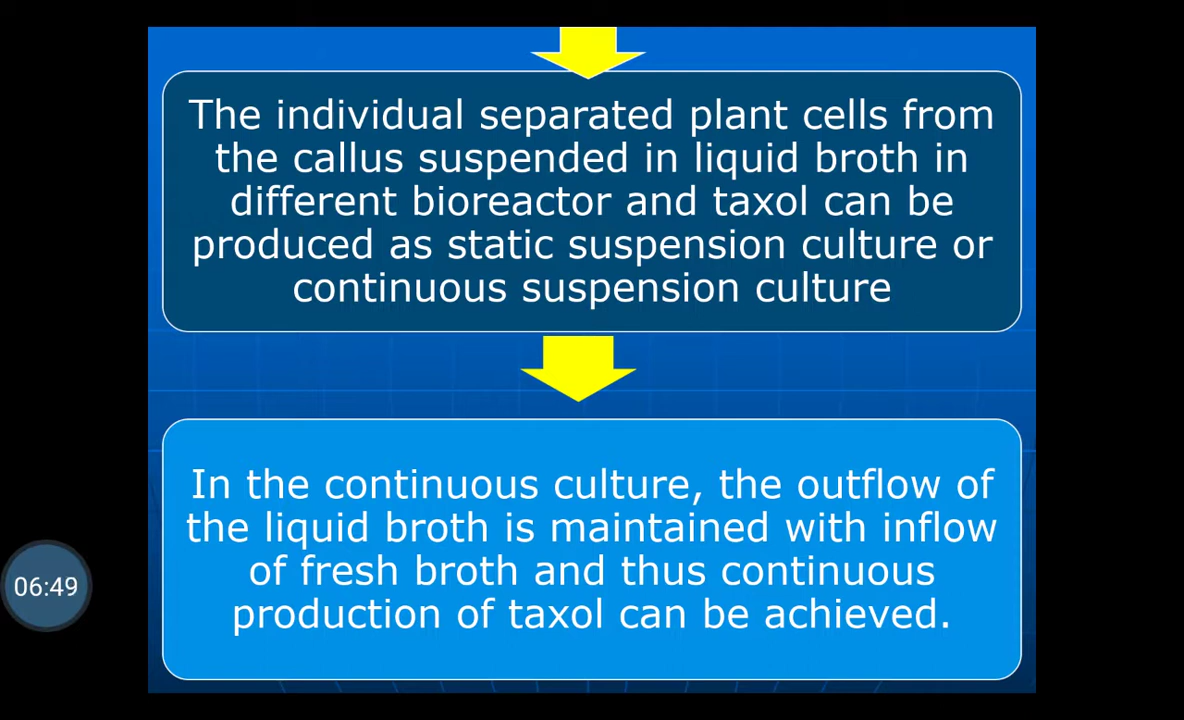 The individual separated plant cells from
the callus suspended in liquid broth in
different bioreactor and taxol can be
produced as static suspension culture or
continuous suspension culture
In the continuous culture, the outflow of
the liquid broth is maintained with inflow
of fresh broth and thus continuous
production of taxol can be achieved.
06:49